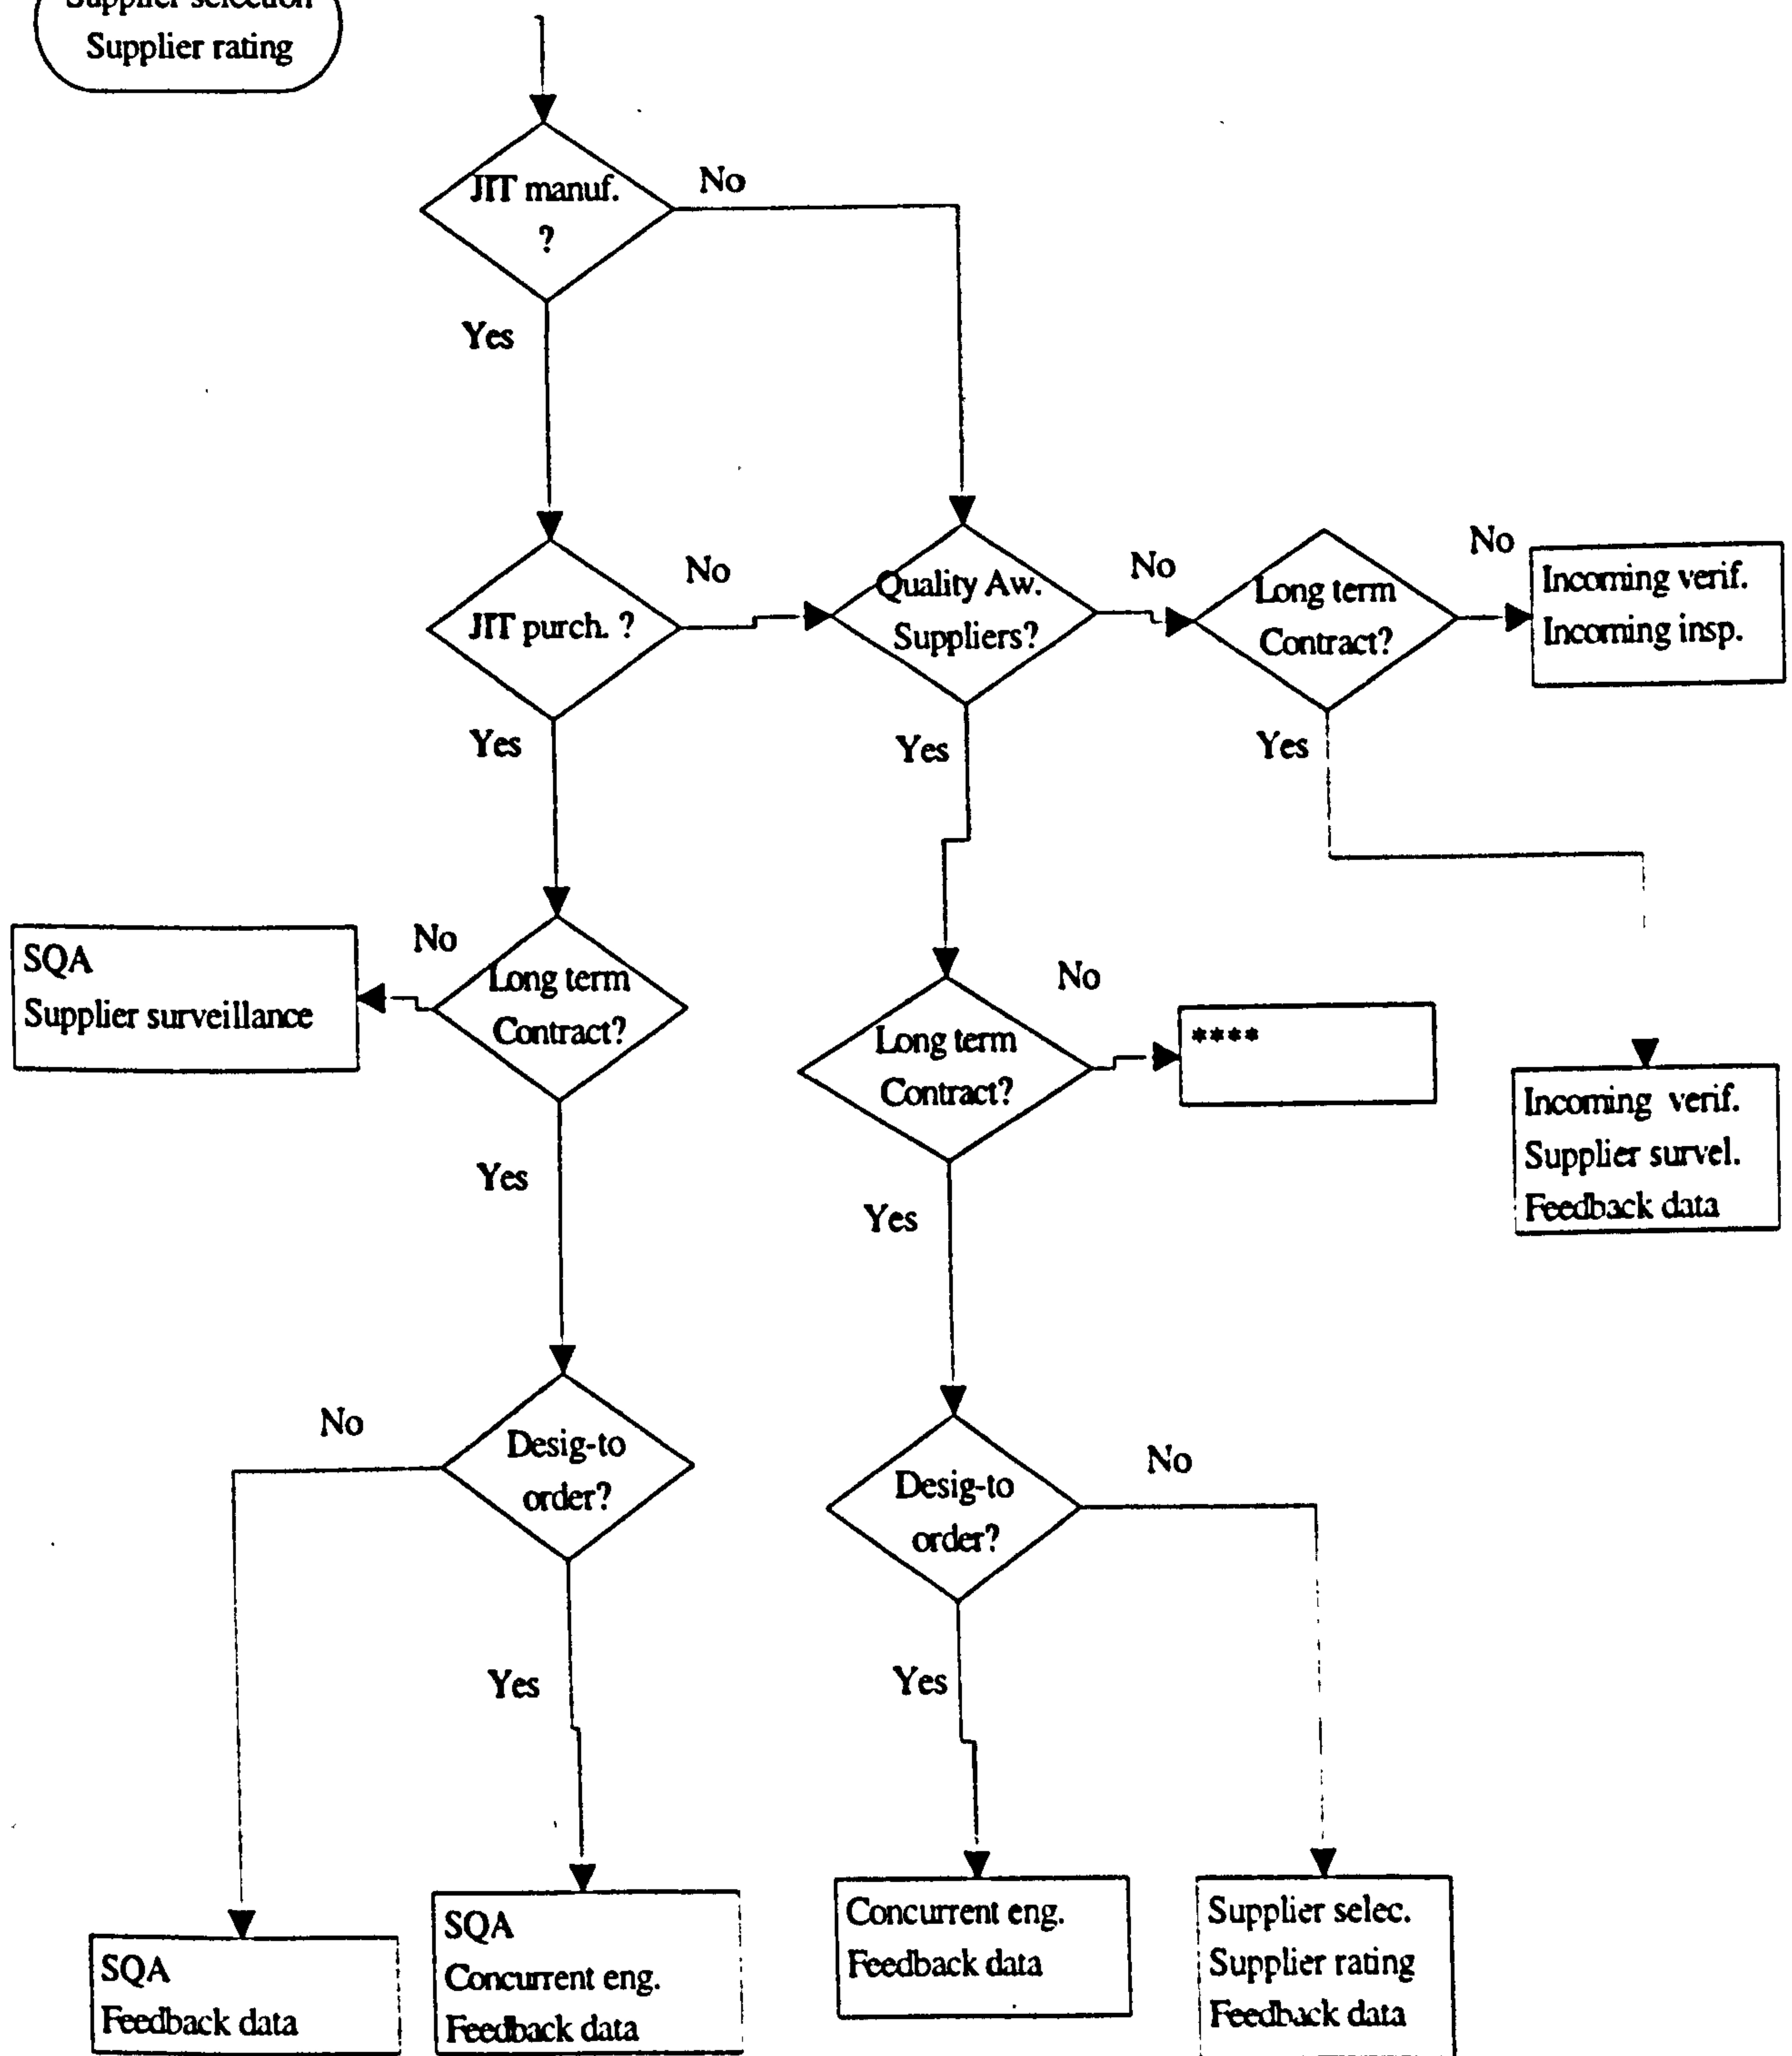 Supplier selection
Supplier rating
JIT manuf.
?
No
Yes
JIT purch. ?
No
Quality Aw.
Suppliers?
No
Long term
Contract?
No
Incoming verif.
Incoming insp.
Yes
Yes
Yes
SQA
Supplier surveillance
No
Long term
Contract?
No
Long term
Contract?
****
Incoming verif.
Supplier survel.
Feedback data
Yes
Yes
No
Desig-to
order?
No
Desig-to
order?
Yes
Yes
SQA
Feedback data
SQA
Concurrent eng.
Feedback data
Concurrent eng.
Feedback data
Supplier selec.
Supplier rating
Feedback data